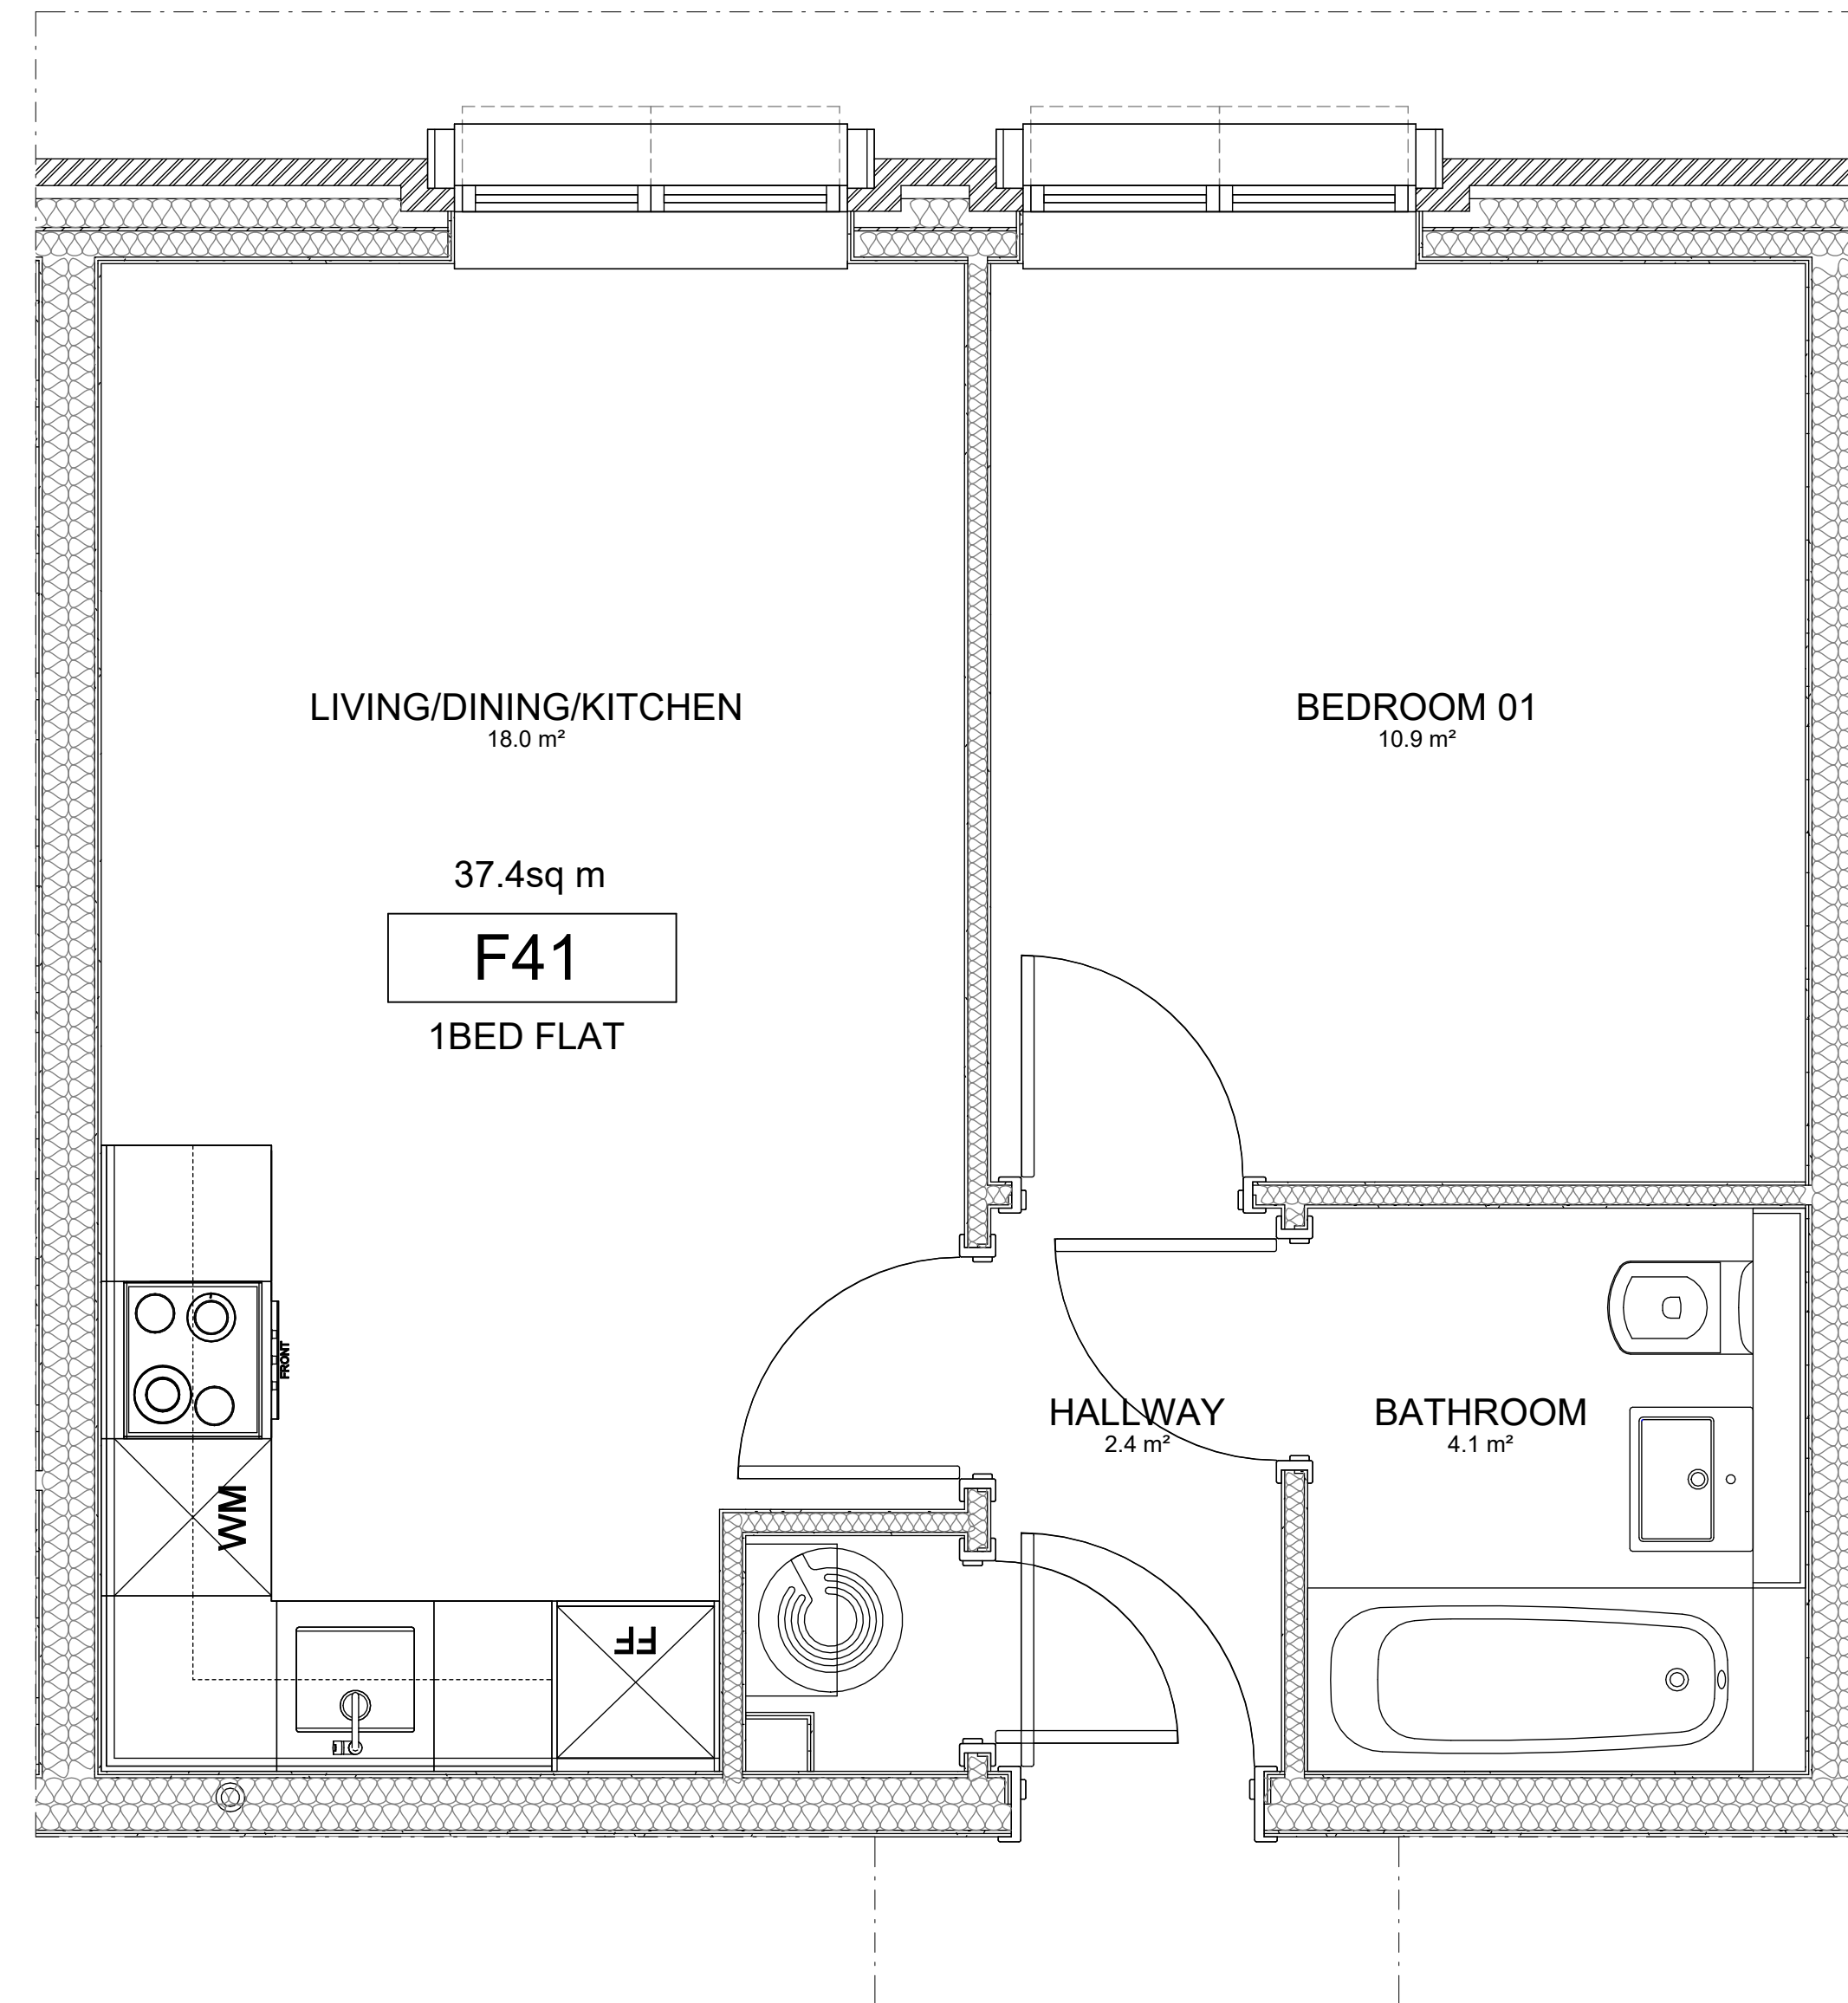 LIVING/DINING/KITCHEN
18.0 m²
BEDROOM 01
10.9 m²
37.4sq m
F41
1BED FLAT
FRONT
HALLWAY
2.4 m²
BATHROOM
4.1 m²
WM
FF